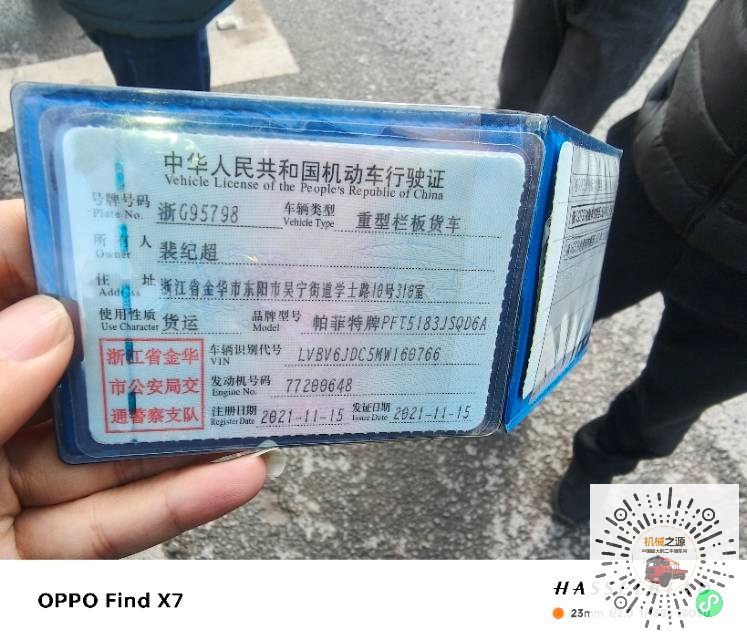 中华人民共和国机动车行驶证
Vehicle License of the People's Republic of China
号牌号码 浙G95798 车辆类型 重型栏板货车
Plate No. Vehicle Type
所有人 裴纪超
Owner
住址 浙江省金华市东阳市吴宁街道学士路18号318室
Address
使用性质 货运 品牌型号 帕菲特牌PFT5183JSQD6A
Use Character Model
浙江省金华
市公安局交
通警察支队
车辆识别代号 LVBV6JDC5MW160766
VIN
发动机号码 77200648
Engine No.
注册日期 2021-11-15 发证日期 2021-11-15
Register Date Issue Date
机械之源
OPPO Find X7